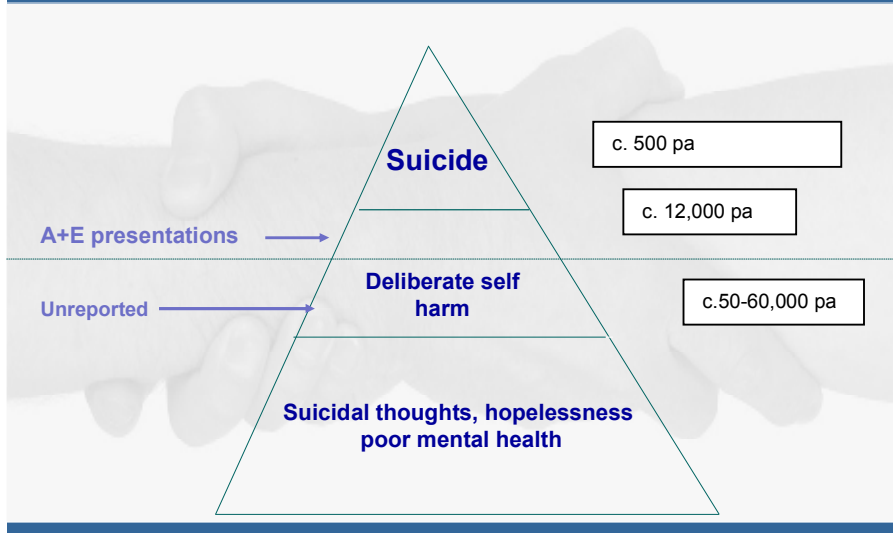 Suicide
c. 500 pa
c. 12,000 pa
A+E presentations
Deliberate self
harm
Unreported
c.50-60,000 pa
Suicidal thoughts, hopelessness
poor mental health